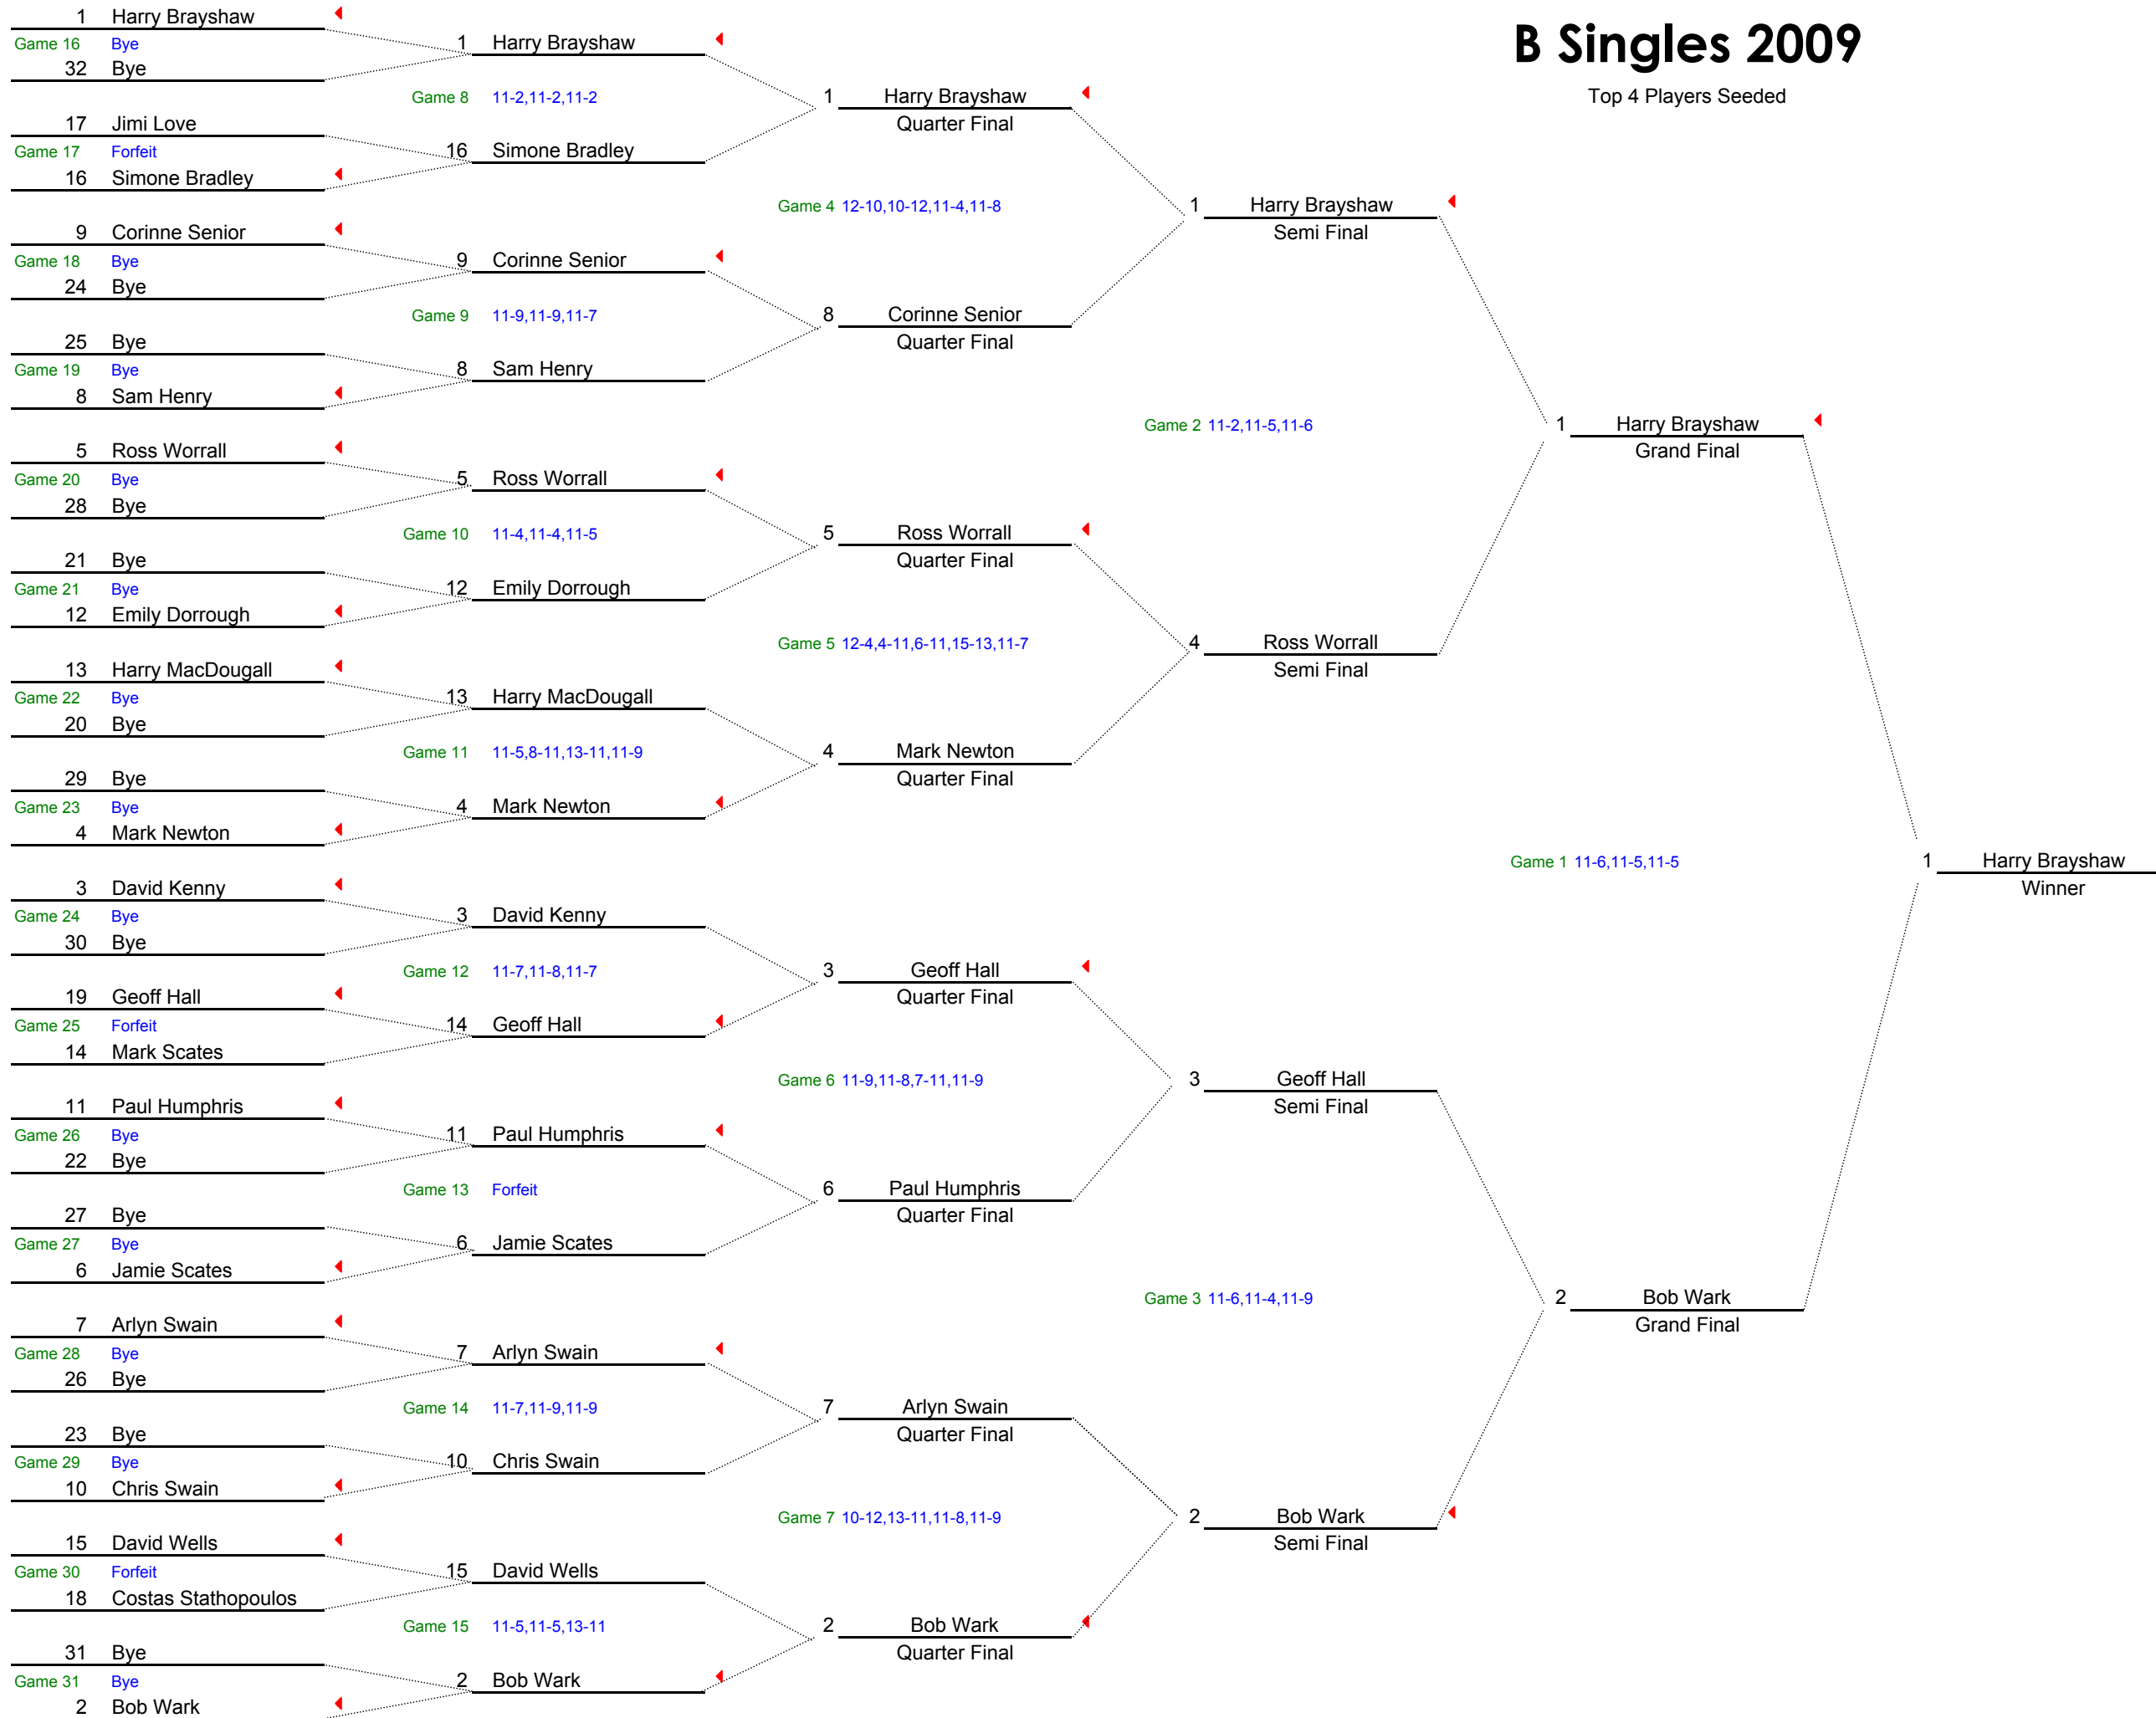 B Singles 2009
Top 4 Players Seeded
1 Harry Brayshaw
Game 16 Bye
32 Bye
17 Jimi Love
Game 17 Forfeit
16 Simone Bradley
9 Corinne Senior
Game 18 Bye
24 Bye
25 Bye
Game 19 Bye
8 Sam Henry
5 Ross Worrall
Game 20 Bye
28 Bye
21 Bye
Game 21 Bye
12 Emily Dorrough
13 Harry MacDougall
Game 22 Bye
20 Bye
29 Bye
Game 23 Bye
4 Mark Newton
3 David Kenny
Game 24 Bye
30 Bye
19 Geoff Hall
Game 25 Forfeit
14 Mark Scates
11 Paul Humphris
Game 26 Bye
22 Bye
27 Bye
Game 27 Bye
6 Jamie Scates
7 Arlyn Swain
Game 28 Bye
26 Bye
23 Bye
Game 29 Bye
10 Chris Swain
15 David Wells
Game 30 Forfeit
18 Costas Stathopoulos
31 Bye
Game 31 Bye
2 Bob Wark
1 Harry Brayshaw
Game 8 11-2,11-2,11-2
16 Simone Bradley
9 Corinne Senior
Game 9 11-9,11-9,11-7
8 Sam Henry
5 Ross Worrall
Game 10 11-4,11-4,11-5
12 Emily Dorrough
13 Harry MacDougall
Game 11 11-5,8-11,13-11,11-9
4 Mark Newton
3 David Kenny
Game 12 11-7,11-8,11-7
14 Geoff Hall
11 Paul Humphris
Game 13 Forfeit
6 Jamie Scates
7 Arlyn Swain
Game 14 11-7,11-9,11-9
10 Chris Swain
15 David Wells
Game 15 11-5,11-5,13-11
2 Bob Wark
1 Harry Brayshaw
Quarter Final
Game 4 12-10,10-12,11-4,11-8
8 Corinne Senior
Quarter Final
5 Ross Worrall
Quarter Final
Game 5 12-4,4-11,6-11,15-13,11-7
4 Mark Newton
Quarter Final
3 Geoff Hall
Quarter Final
Game 6 11-9,11-8,7-11,11-9
6 Paul Humphris
Quarter Final
7 Arlyn Swain
Quarter Final
Game 7 10-12,13-11,11-8,11-9
2 Bob Wark
Quarter Final
1 Harry Brayshaw
Semi Final
Game 2 11-2,11-5,11-6
4 Ross Worrall
Semi Final
3 Geoff Hall
Semi Final
Game 3 11-6,11-4,11-9
2 Bob Wark
Semi Final
1 Harry Brayshaw
Grand Final
Game 1 11-6,11-5,11-5
2 Bob Wark
Grand Final
1 Harry Brayshaw
Winner